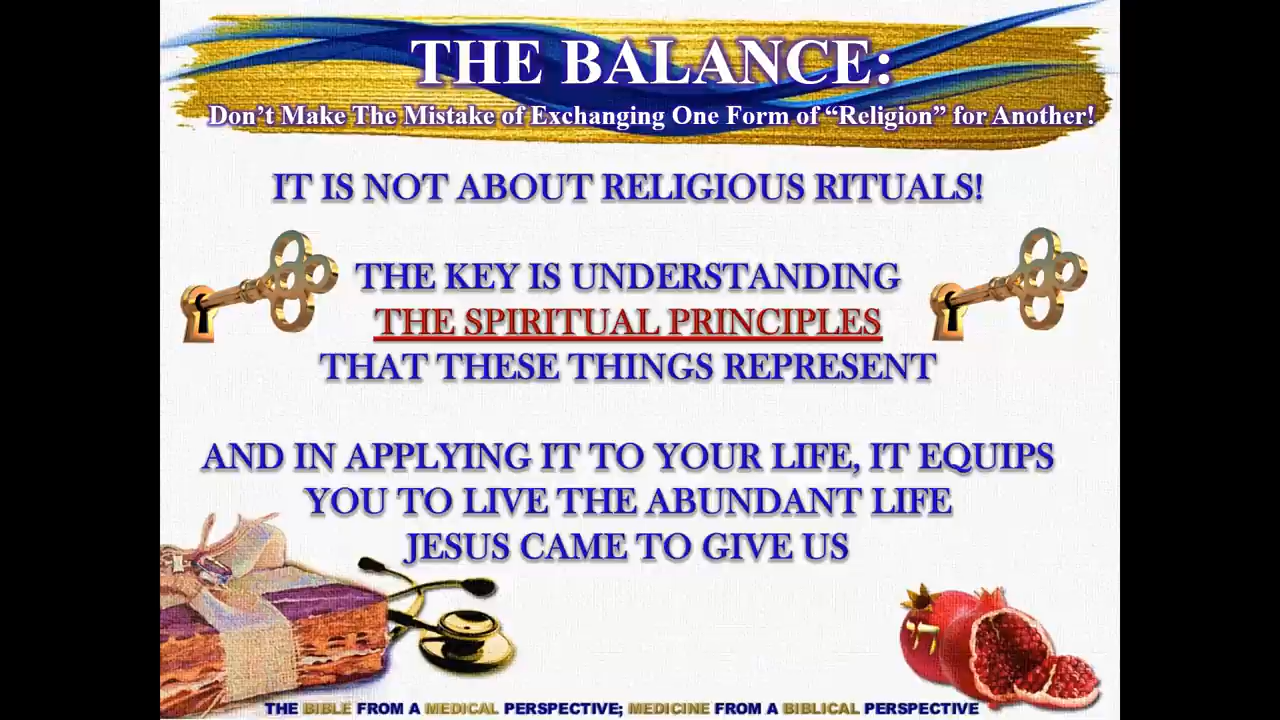 THE BALANCE:
Don’t Make The Mistake of Exchanging One Form of “Religion” for Another!
IT IS NOT ABOUT RELIGIOUS RITUALS!
THE KEY IS UNDERSTANDING
THE SPIRITUAL PRINCIPLES
THAT THESE THINGS REPRESENT
AND IN APPLYING IT TO YOUR LIFE, IT EQUIPS
YOU TO LIVE THE ABUNDANT LIFE
JESUS CAME TO GIVE US
THE BIBLE FROM A MEDICAL PERSPECTIVE; MEDICINE FROM A BIBLICAL PERSPECTIVE